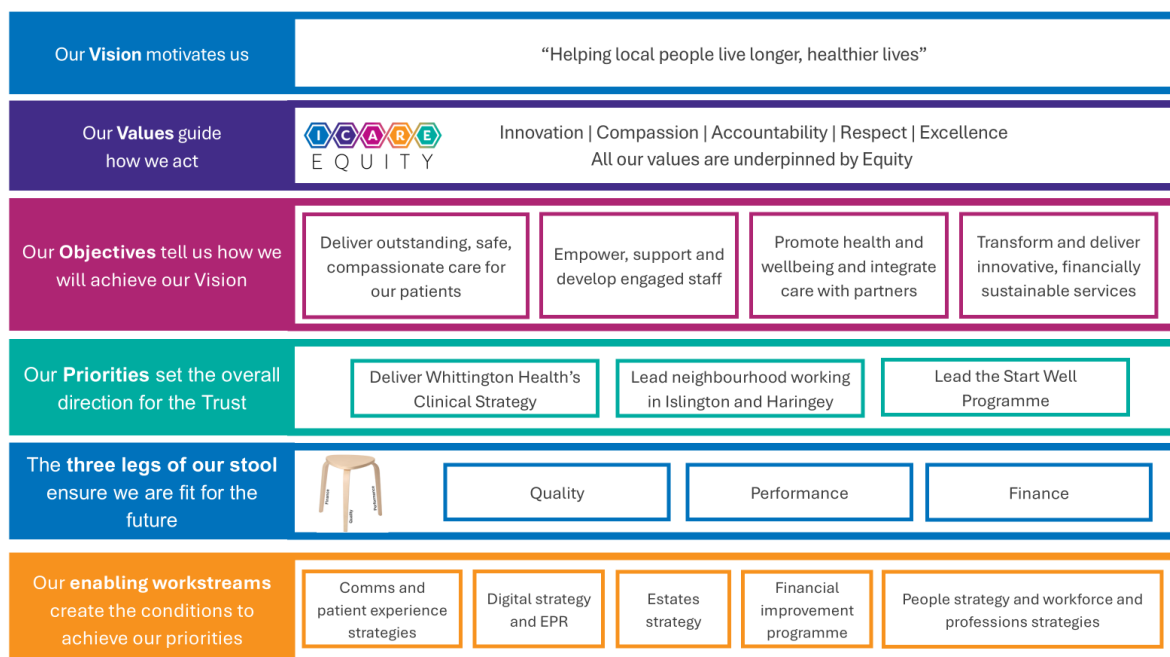 Our Vision motivates us
“Helping local people live longer, healthier lives”
Our Values guide
how we act
I C A R E
EQUITY
Innovation | Compassion | Accountability | Respect | Excellence
All our values are underpinned by Equity
Our Objectives tell us how we
will achieve our Vision
Deliver outstanding, safe,
compassionate care for
our patients
Empower, support and
develop engaged staff
Promote health and
wellbeing and integrate
care with partners
Transform and deliver
innovative, financially
sustainable services
Our Priorities set the overall
direction for the Trust
Deliver Whittington Health’s
Clinical Strategy
Lead neighbourhood working
in Islington and Haringey
Lead the Start Well
Programme
The three legs of our stool
ensure we are fit for the
future
Finance
Quality
Performance
Quality
Performance
Finance
Our enabling workstreams
create the conditions to
achieve our priorities
Comms and
patient experience
strategies
Digital strategy
and EPR
Estates
strategy
Financial
improvement
programme
People strategy and workforce and
professions strategies